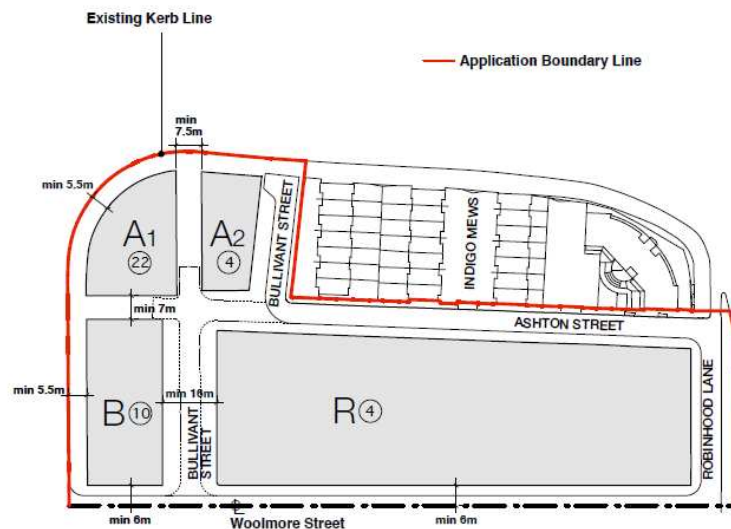 Existing Kerb Line
Application Boundary Line
min
7.5m
min 5.5m
A1
22
A2
4
BULLIVANT STREET
INDIGO MEWS
min 7m
ASHTON STREET
min 5.5m
B 10
min 10m
BULLIVANT
STREET
R 4
ROBINHOOD LANE
min 6m
Woolmore Street
min 6m